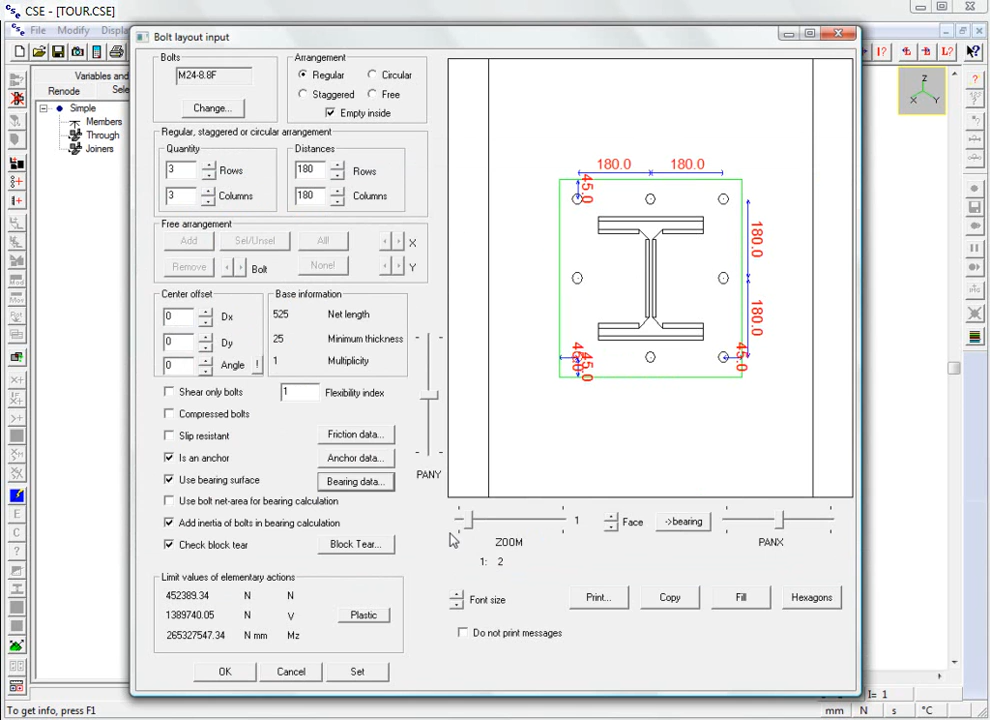 CSE - [TOUR.CSE]
File Modify Display
Bolt layout input
Variables and
Renode
Simple
Members
Through
Joiners
Bolts
M24-8.8F
Change...
Arrangement
Regular
Circular
Staggered
Free
Empty inside
Regular, staggered or circular arrangement
Quantity
3 Rows
3 Columns
Distances
180 Rows
180 Columns
Free arrangement
Add
Sel/Unsel
All!
X
Remove
Bolt
None!
Y
Center offset
0 Dx
0 Dy
0 Angle !
Base information
525 Net length
25 Minimum thickness
1 Multiplicity
Shear only bolts
1 Flexibility index
Compressed bolts
Slip resistant
Friction data...
Is an anchor
Anchor data...
Use bearing surface
Bearing data...
Use bolt net-area for bearing calculation
Add inertia of bolts in bearing calculation
Check block tear
Block Tear...
Limit values of elementary actions
452389.34 N N
1389740.05 N V
265327547.34 N mm Mz
Plastic
OK
Cancel
Set
PANY
180.0 180.0
45.0
180.0
180.0
45.0
45.0
45.0
1 Face
->bearing
ZOOM
PANX
1: 2
Font size
Print...
Copy
Fill
Hexagons
Do not print messages
Z
X Y
To get info, press F1
I= 1
mm N s °C